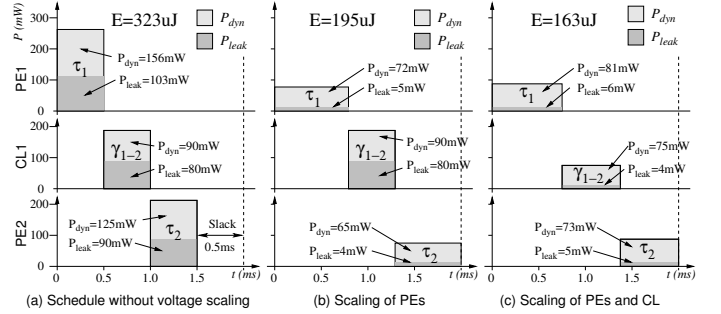 P (mW)
E=323uJ
P_dyn
P_leak
300
200
100
0
PE1
τ1
P_dyn=156mW
P_leak=103mW
E=195uJ
P_dyn
P_leak
τ1
P_dyn=72mW
P_leak=5mW
E=163uJ
P_dyn
P_leak
τ1
P_dyn=81mW
P_leak=6mW
CL1
100
0
γ1−2
P_dyn=90mW
P_leak=80mW
γ1−2
P_dyn=90mW
P_leak=80mW
γ1−2
P_dyn=75mW
P_leak=4mW
PE2
200
100
0
P_dyn=125mW
P_leak=90mW
τ2
Slack
0.5ms
P_dyn=65mW
P_leak=4mW
τ2
P_dyn=73mW
P_leak=5mW
τ2
0 0.5 1.0 1.5 t (ms)
0 0.5 1.0 1.5 t (ms)
0 0.5 1.0 1.5 t (ms)
(a) Schedule without voltage scaling
(b) Scaling of PEs
(c) Scaling of PEs and CL